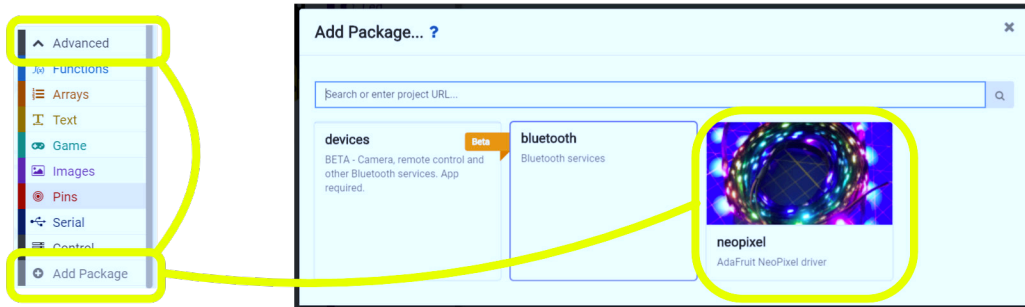 Advanced
f(x) Functions
Arrays
Text
Game
Images
Pins
Serial
Control
Add Package
Add Package... ?
Search or enter project URL...
devices
Beta
BETA - Camera, remote control and
other Bluetooth services. App
required.
bluetooth
Bluetooth services
neopixel
AdaFruit NeoPixel driver